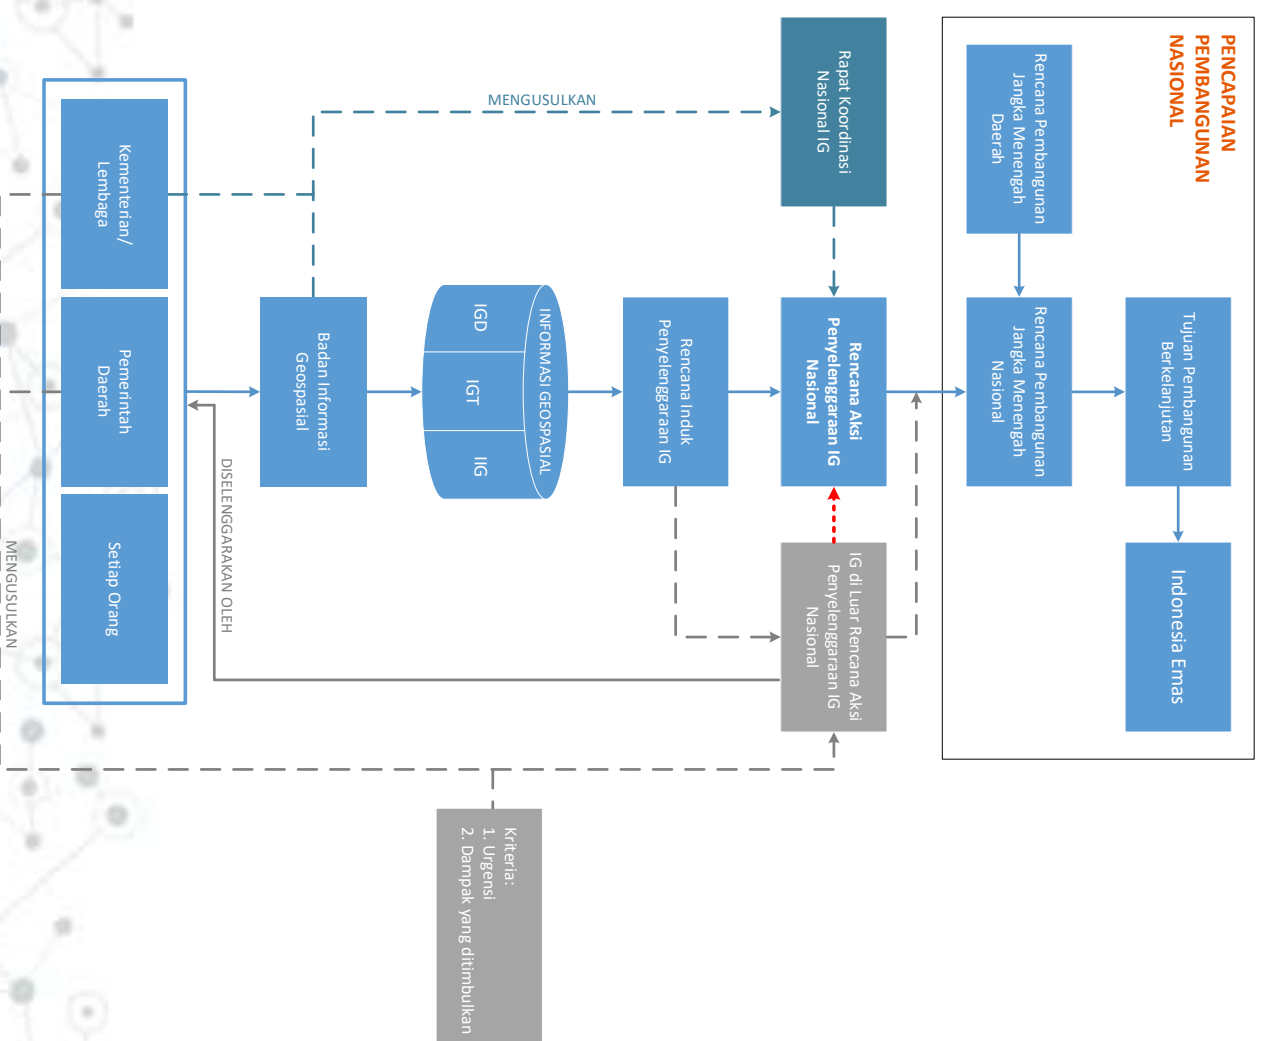 PENCAPAIAN
PEMBANGUNAN
NASIONAL
Rencana Pembangunan
Jangka Menengah
Daerah
Rencana Pembangunan
Jangka Menengah
Nasional
Tujuan Pembangunan
Berkelanjutan
Indonesia Emas
Rapat Koordinasi
Nasional IG
Rencana Aksi
Penyelenggaraan IG
Nasional
IG di Luar Rencana Aksi
Penyelenggaraan IG
Nasional
Rencana Induk
Penyelenggaraan IG
INFORMASI GEOSPASIAL
IGD
IGT
IIG
MENGUSULKAN
Badan Informasi
Geospasial
DISELENGGARAKAN OLEH
Kementerian/
Lembaga
Pemerintah
Daerah
Setiap Orang
MENGUSULKAN
Kriteria:
1. Urgensi
2. Dampak yang ditimbulkan